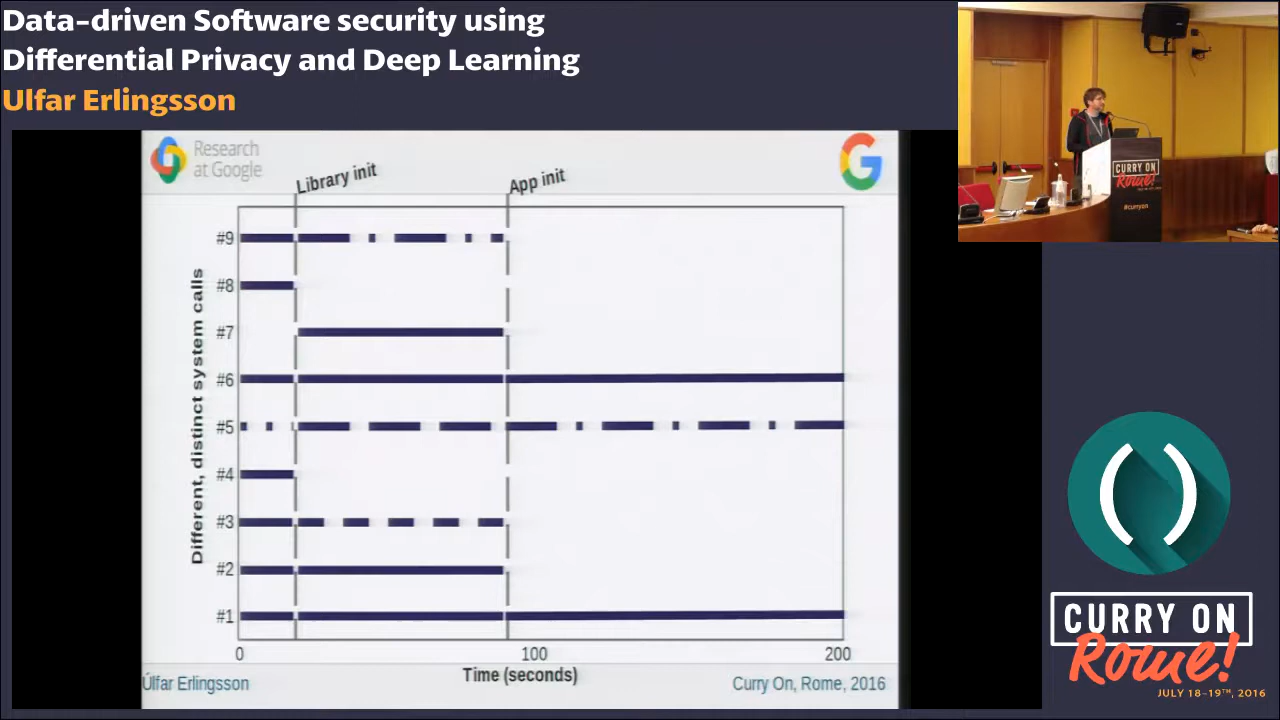 Data-driven Software security using
Differential Privacy and Deep Learning
Ulfar Erlingsson
Research
at Google
Library init
App init
Different, distinct system calls
#9
#8
#7
#6
#5
#4
#3
#2
#1
0
100
200
Time (seconds)
Úlfar Erlingsson
Curry On, Rome, 2016
CURRY ON
Rome!
#curryon
CURRY ON
Rome!
JULY 18-19TH, 2016